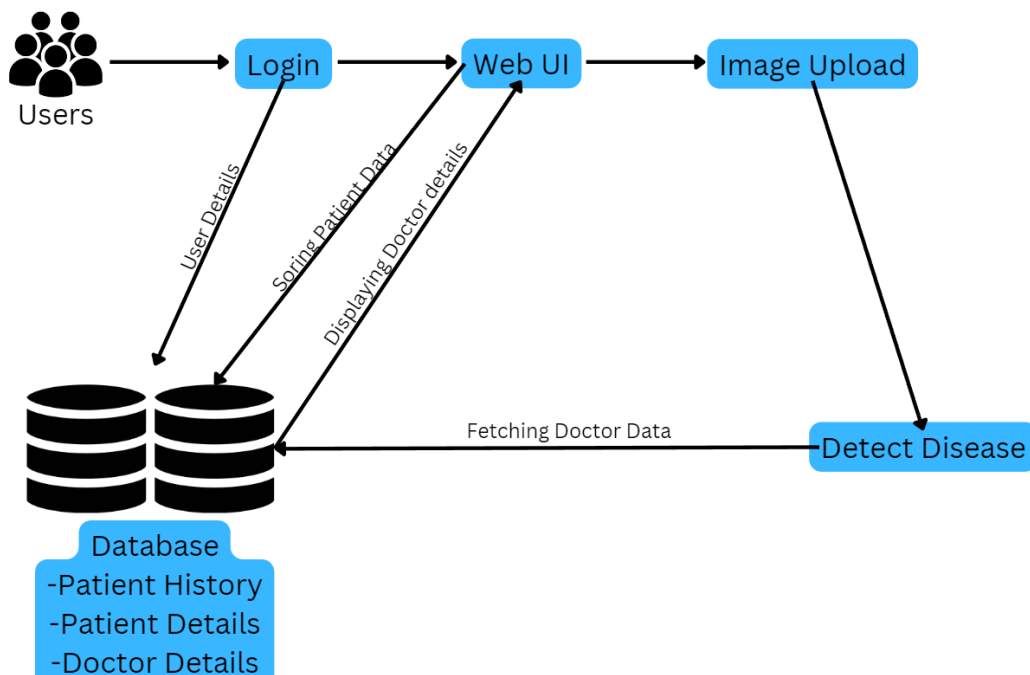 Users
Login
Web UI
Image Upload
User Details
Soring Patient Data
Displaying Doctor details
Fetching Doctor Data
Detect Disease
Database
-Patient History
-Patient Details
-Doctor Details